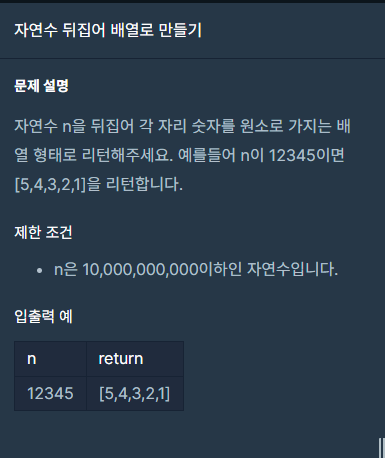 자연수 뒤집어 배열로 만들기
문제 설명
자연수 n을 뒤집어 각 자리 숫자를 원소로 가지는 배
열 형태로 리턴해주세요. 예를들어 n이 12345이면
[5,4,3,2,1]을 리턴합니다.
제한 조건
• n은 10,000,000,000이하인 자연수입니다.
입출력 예
n return
12345 [5,4,3,2,1]